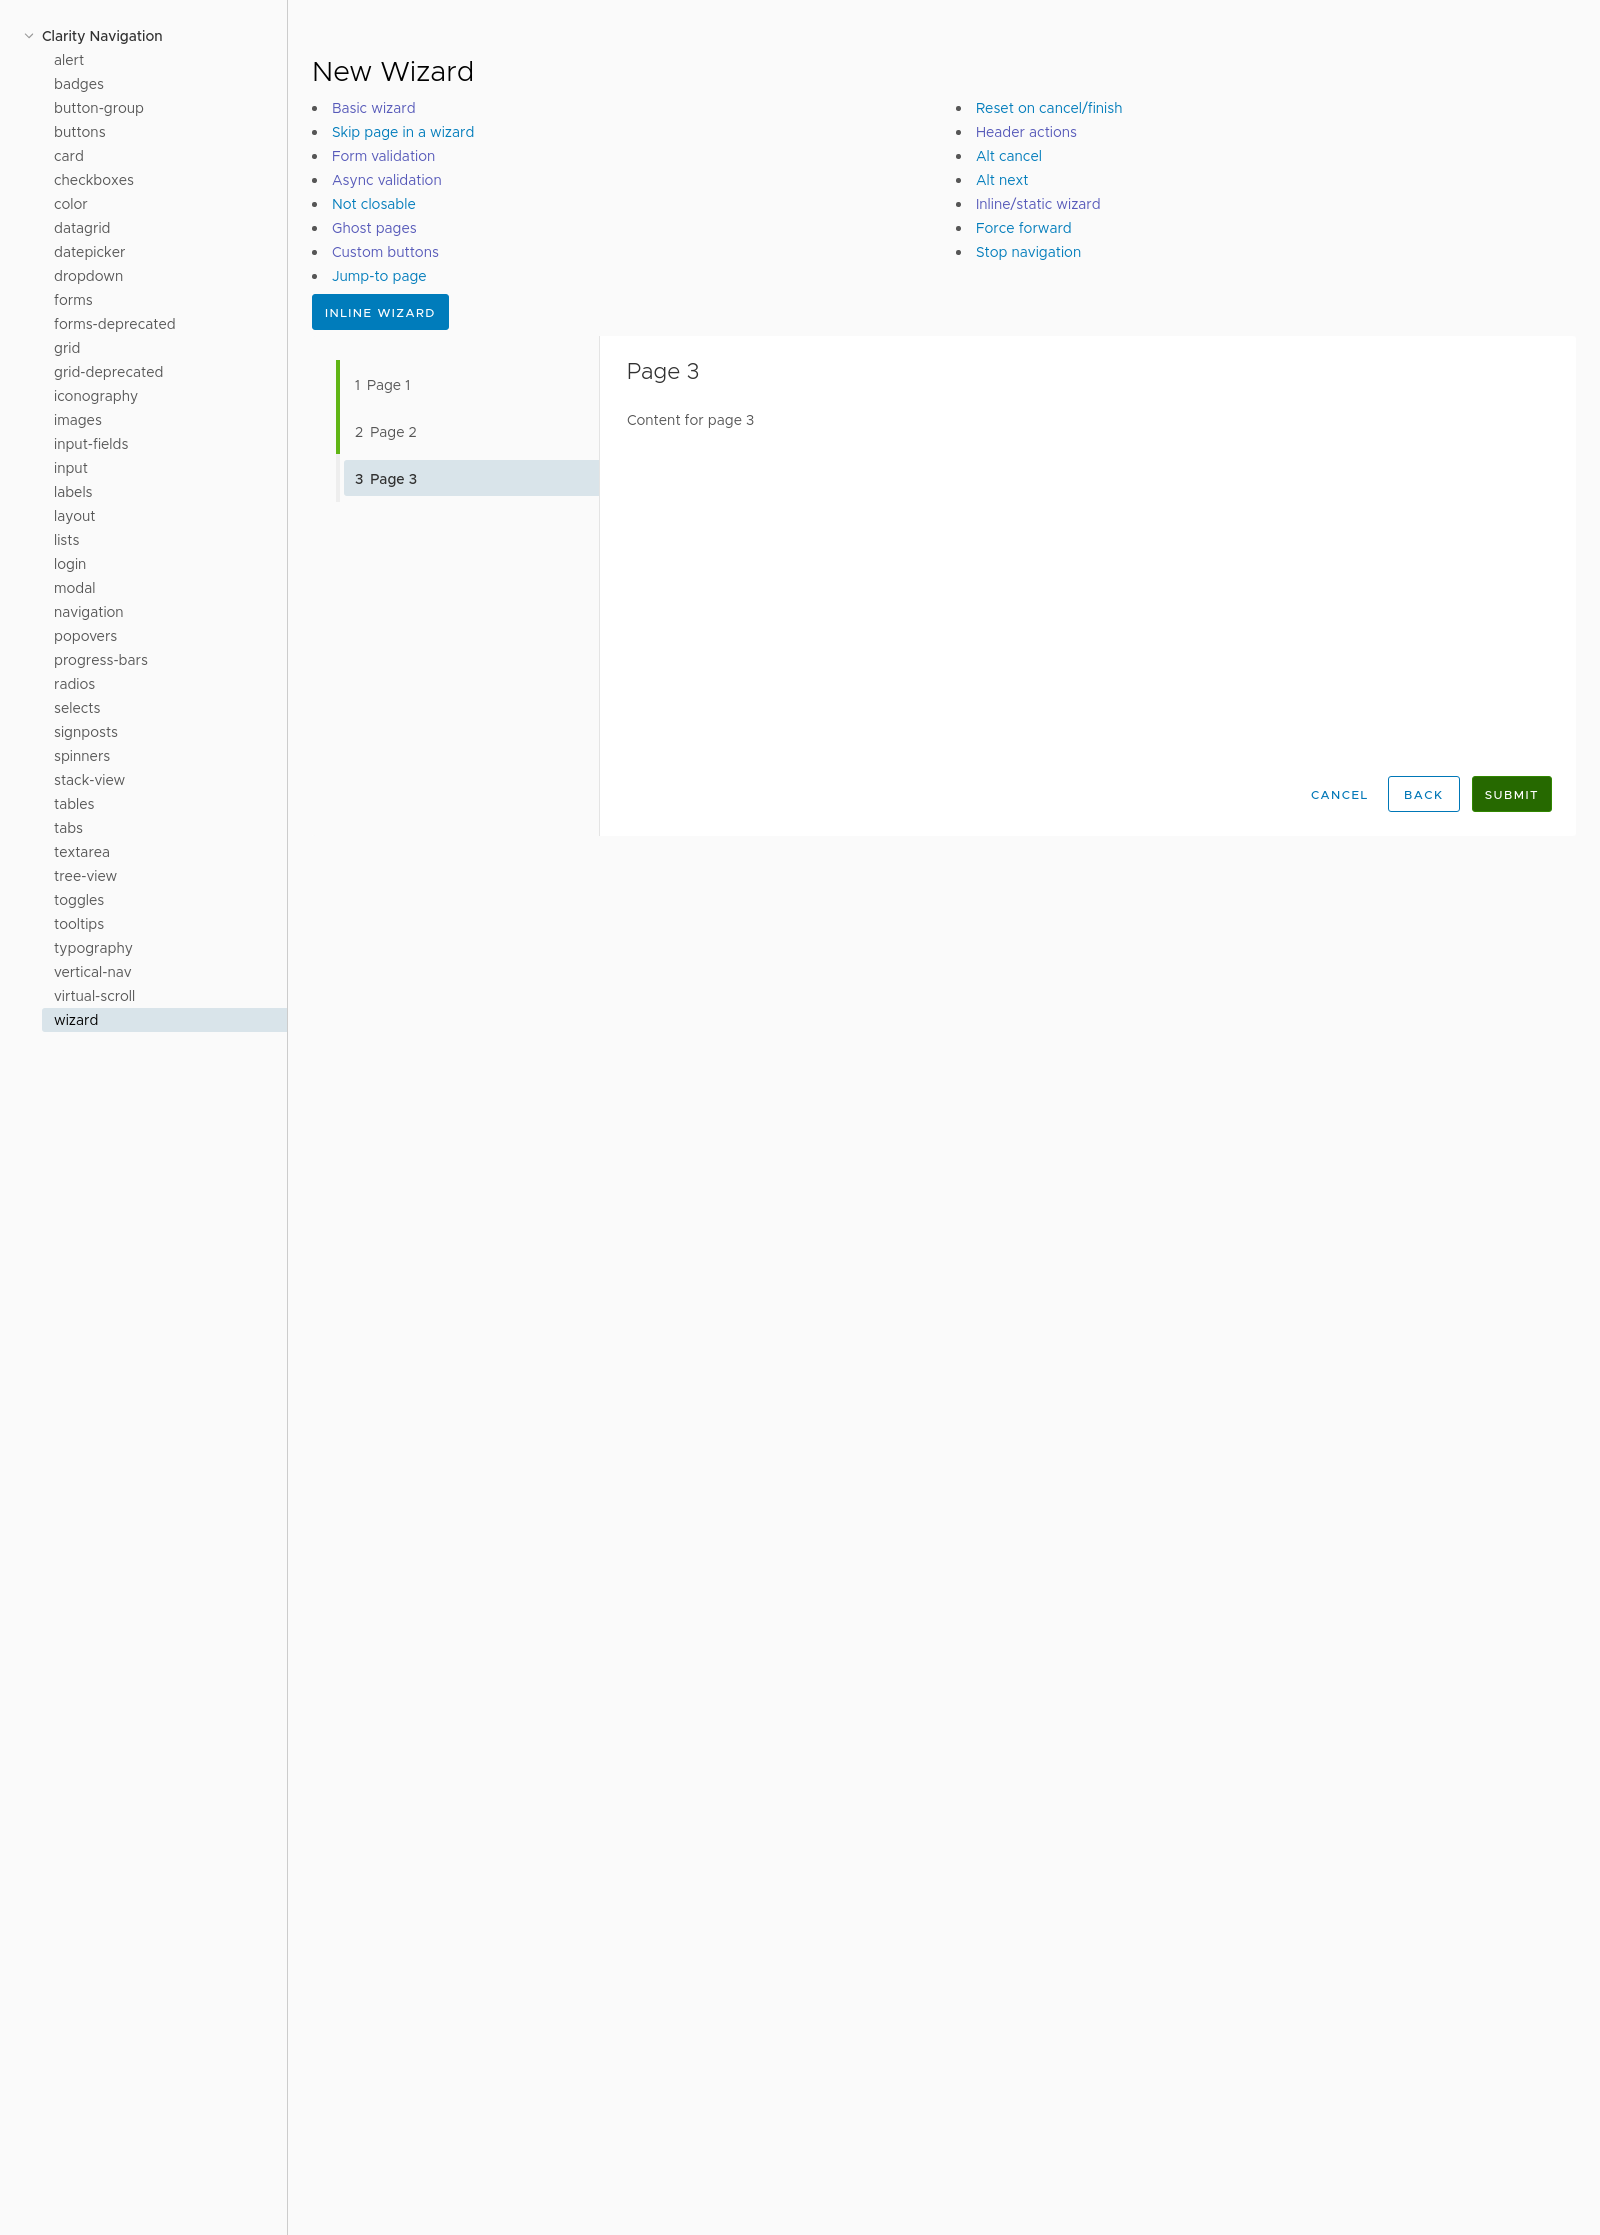 Clarity Navigation
alert
badges
button-group
buttons
card
checkboxes
color
datagrid
datepicker
dropdown
forms
forms-deprecated
grid
grid-deprecated
iconography
images
input-fields
input
labels
layout
lists
login
modal
navigation
popovers
progress-bars
radios
selects
signposts
spinners
stack-view
tables
tabs
textarea
tree-view
toggles
tooltips
typography
vertical-nav
virtual-scroll
wizard
New Wizard
Basic wizard
Skip page in a wizard
Form validation
Async validation
Not closable
Ghost pages
Custom buttons
Jump-to page
Reset on cancel/finish
Header actions
Alt cancel
Alt next
Inline/static wizard
Force forward
Stop navigation
INLINE WIZARD
1 Page 1
2 Page 2
3 Page 3
Page 3
Content for page 3
CANCEL BACK SUBMIT